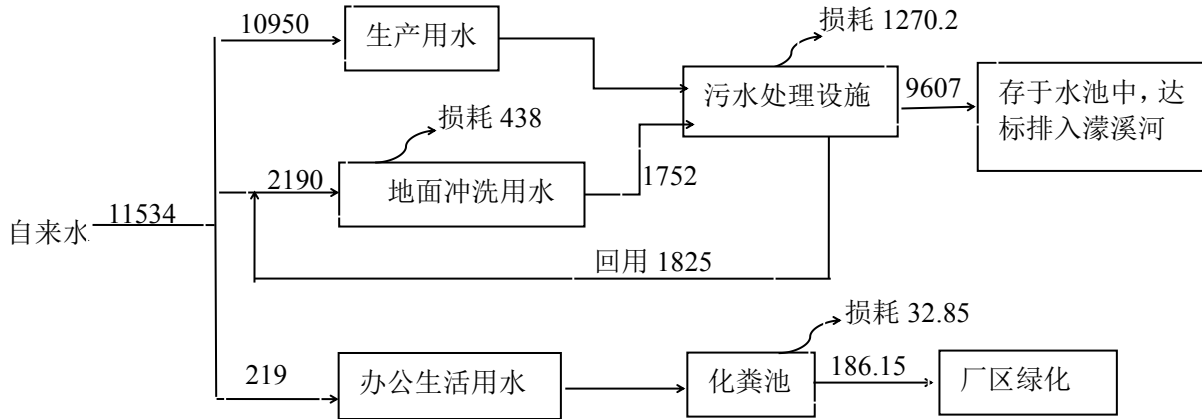 10950
生产用水
损耗 1270.2
污水处理设施
9607
存于水池中，达
标排入濛溪河
损耗 438
2190
地面冲洗用水
1752
自来水
11534
回用 1825
损耗 32.85
219
办公生活用水
化粪池
186.15
厂区绿化